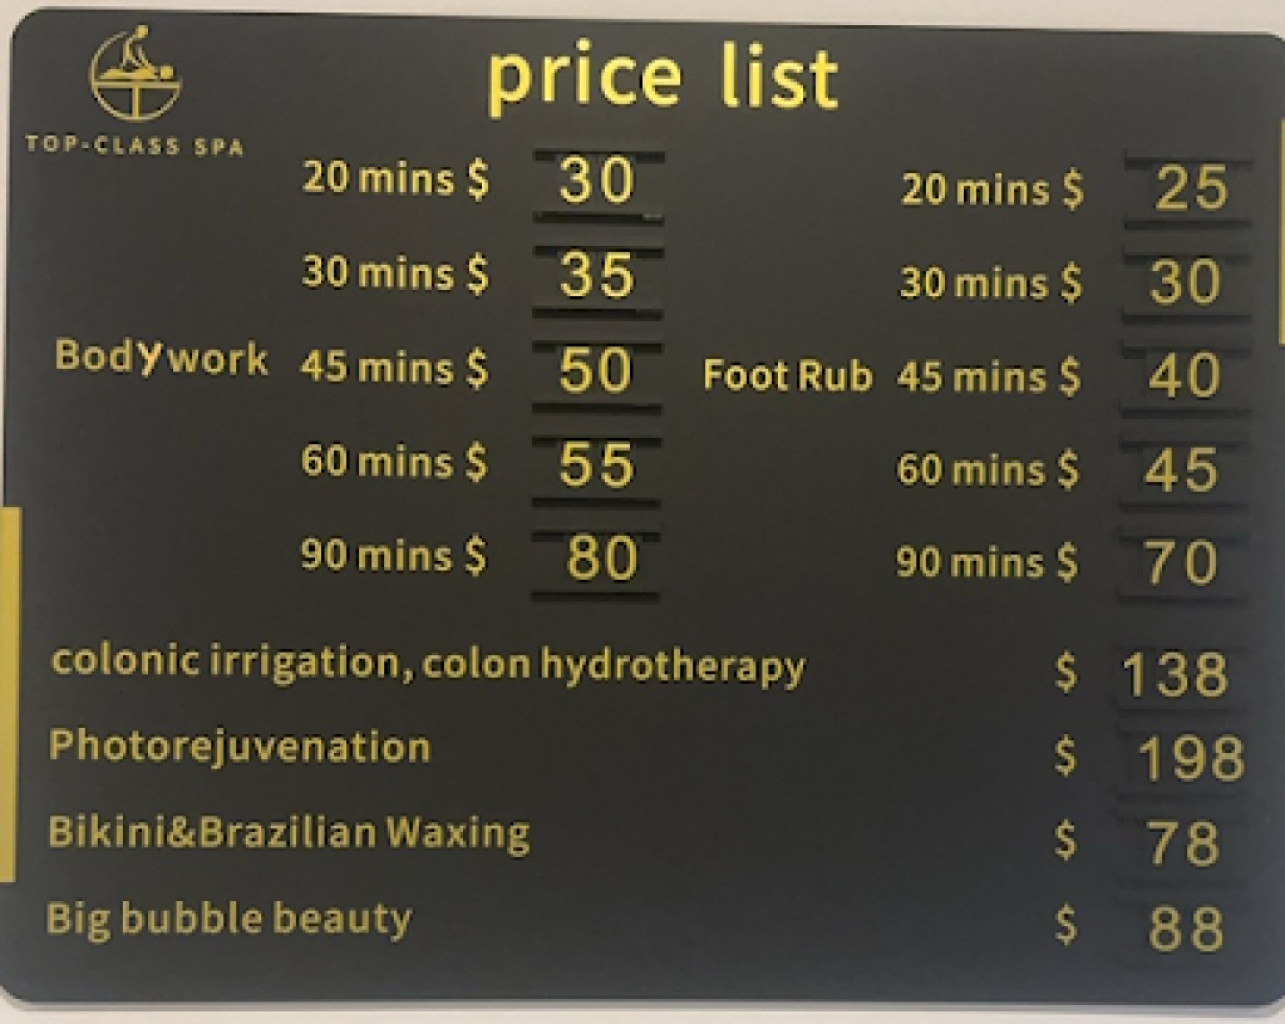 price list
TOP-CLASS SPA
20 mins $ 30
30 mins $ 35
Bodywork 45 mins $ 50
60 mins $ 55
90 mins $ 80
20 mins $ 25
30 mins $ 30
Foot Rub 45 mins $ 40
60 mins $ 45
90 mins $ 70
colonic irrigation, colon hydrotherapy $ 138
Photorejuvenation $ 198
Bikini&Brazilian Waxing $ 78
Big bubble beauty $ 88